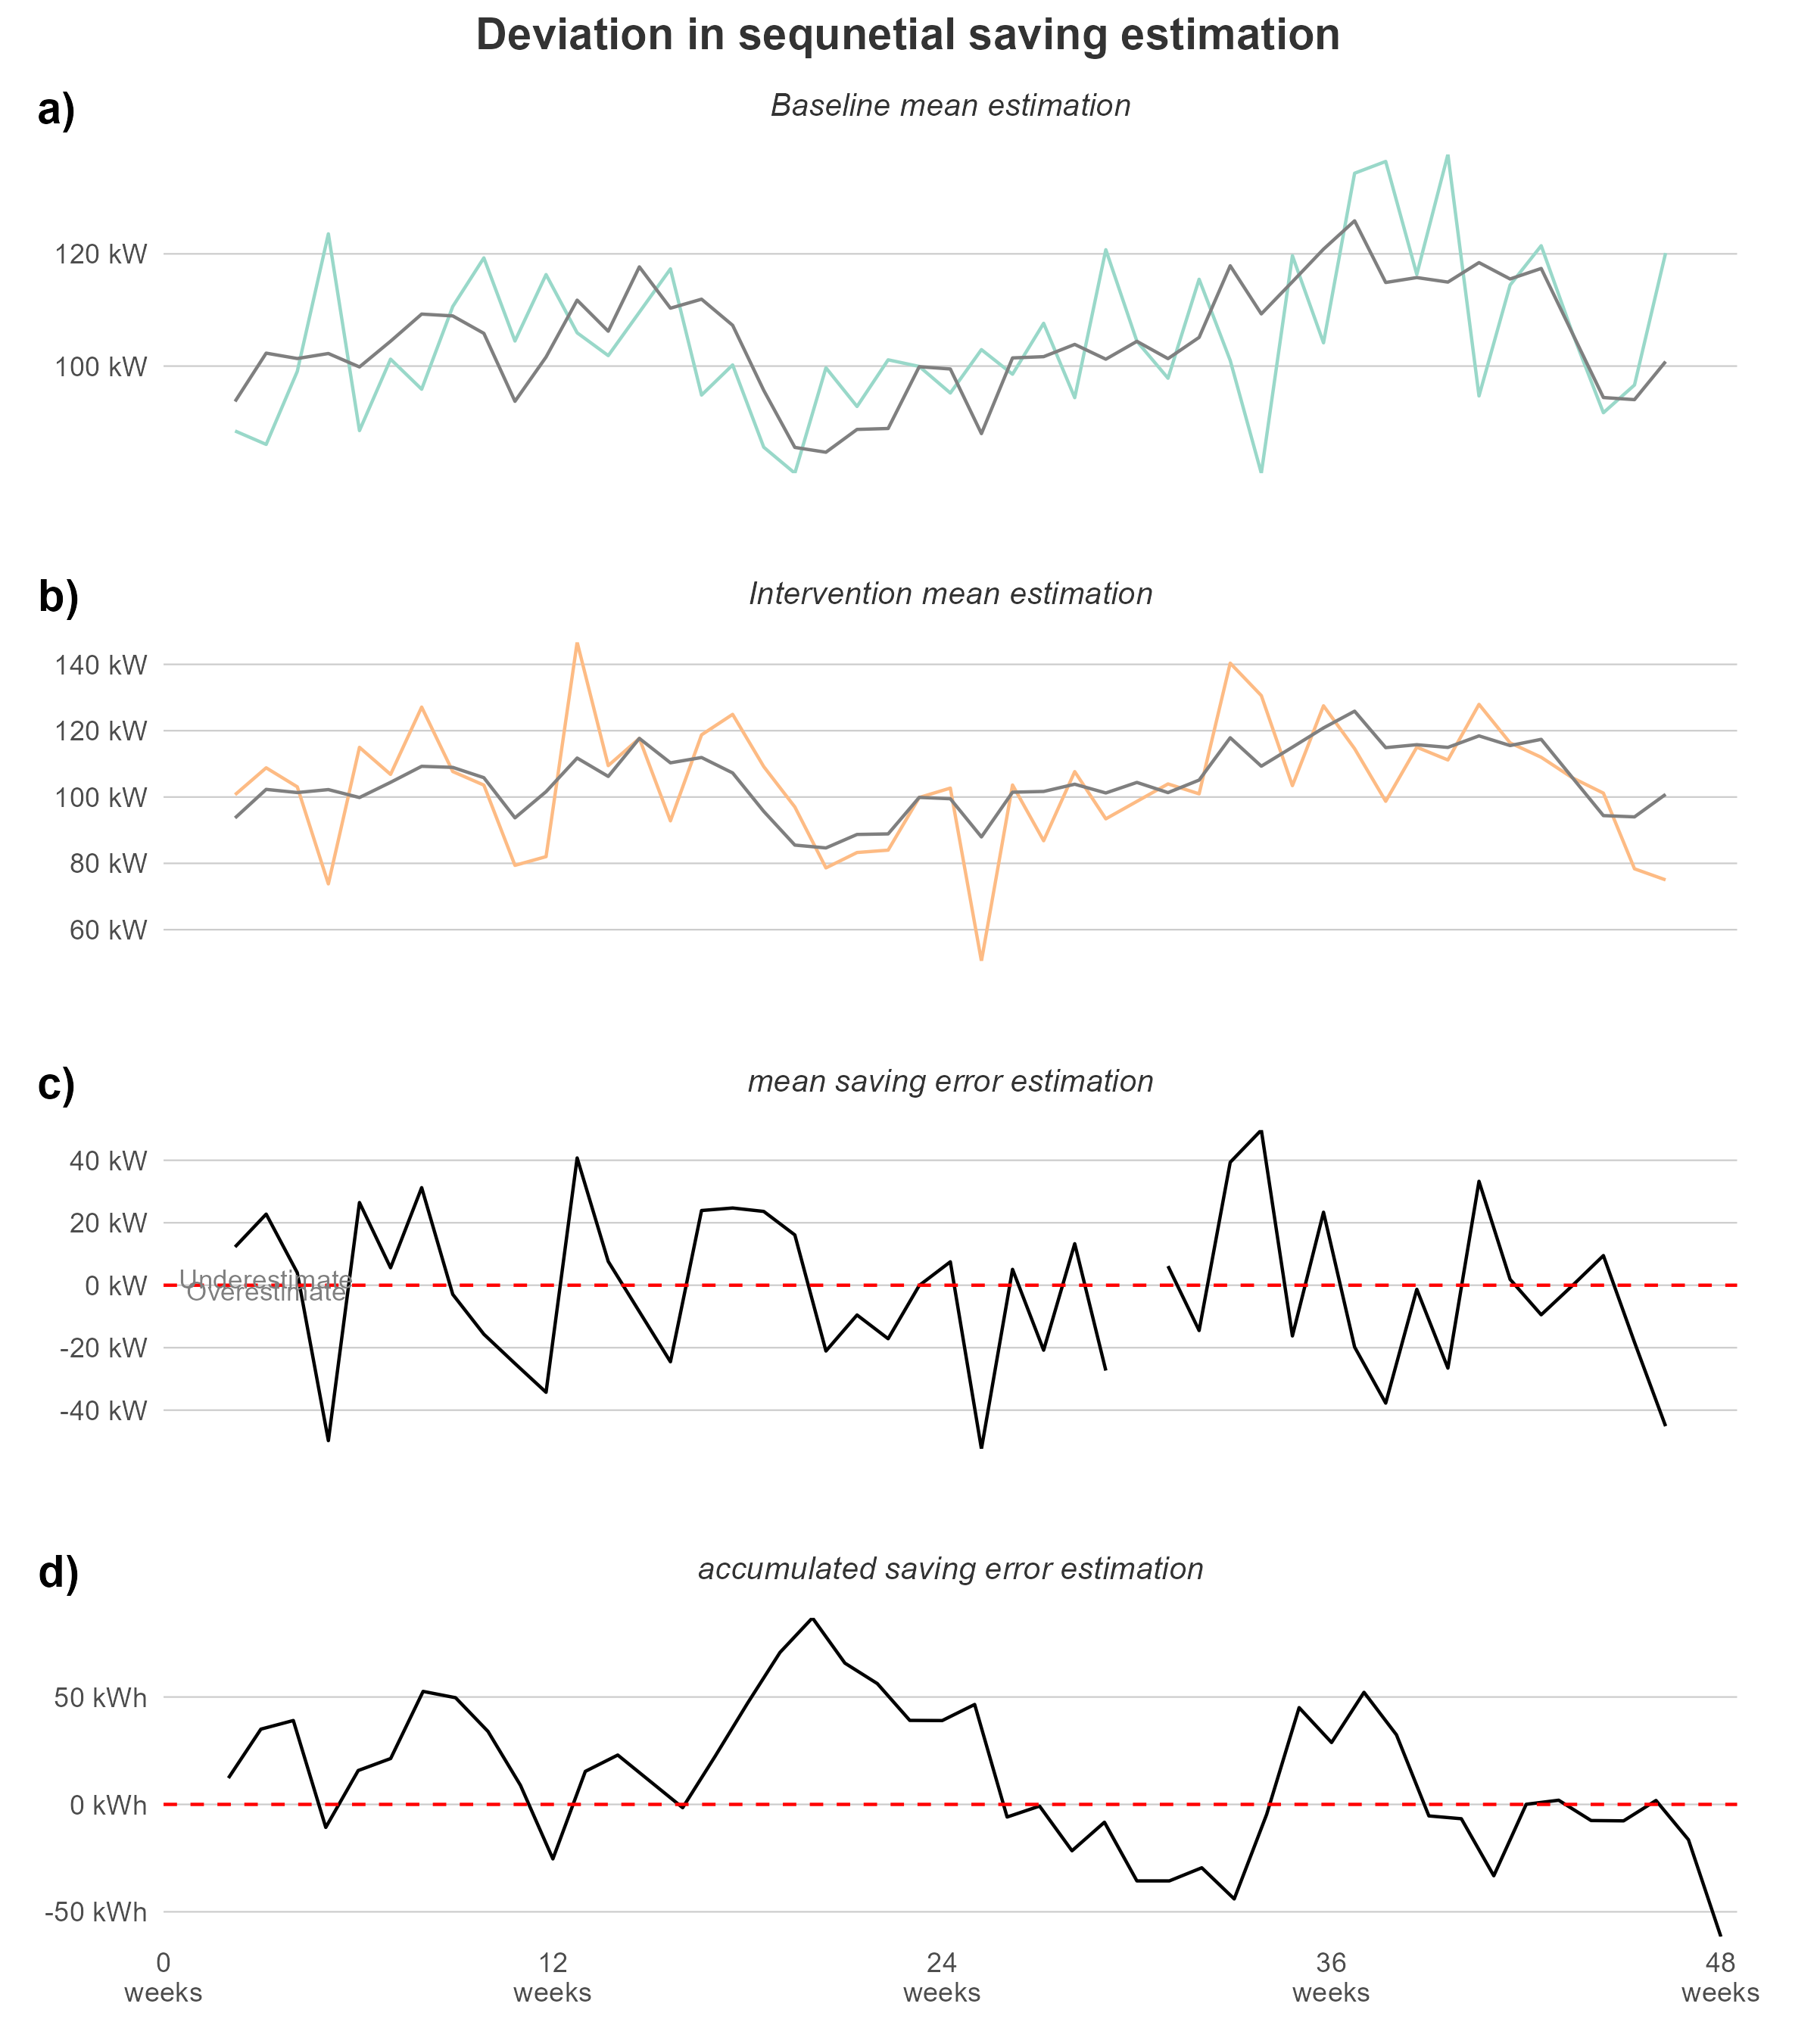 Deviation in sequnetial saving estimation
a)
Baseline mean estimation
120 kW
100 kW
b)
Intervention mean estimation
140 kW
120 kW
100 kW
80 kW
60 kW
c)
mean saving error estimation
40 kW
20 kW
0 kW
Underestimate
Overestimate
-20 kW
-40 kW
d)
accumulated saving error estimation
50 kWh
0 kWh
-50 kWh
0 12 24 36 48
weeks weeks weeks weeks weeks